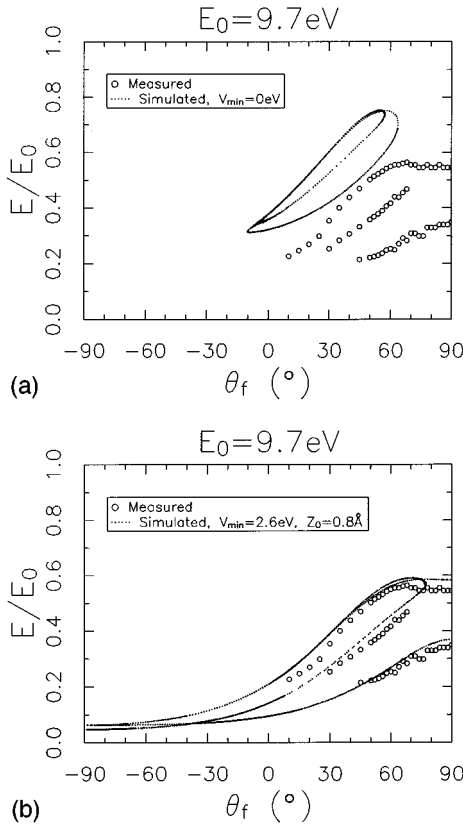 E₀=9.7eV
1.0
0.8
0.6
0.4
0.2
0.0
E/E₀
Measured
Simulated, V_min=0eV
−90 −60 −30 0 30 60 90
(a)
θ_f (°)
E₀=9.7eV
1.0
0.8
0.6
0.4
0.2
0.0
E/E₀
Measured
Simulated, V_min=2.6eV, Z₀=0.8Å
−90 −60 −30 0 30 60 90
(b)
θ_f (°)